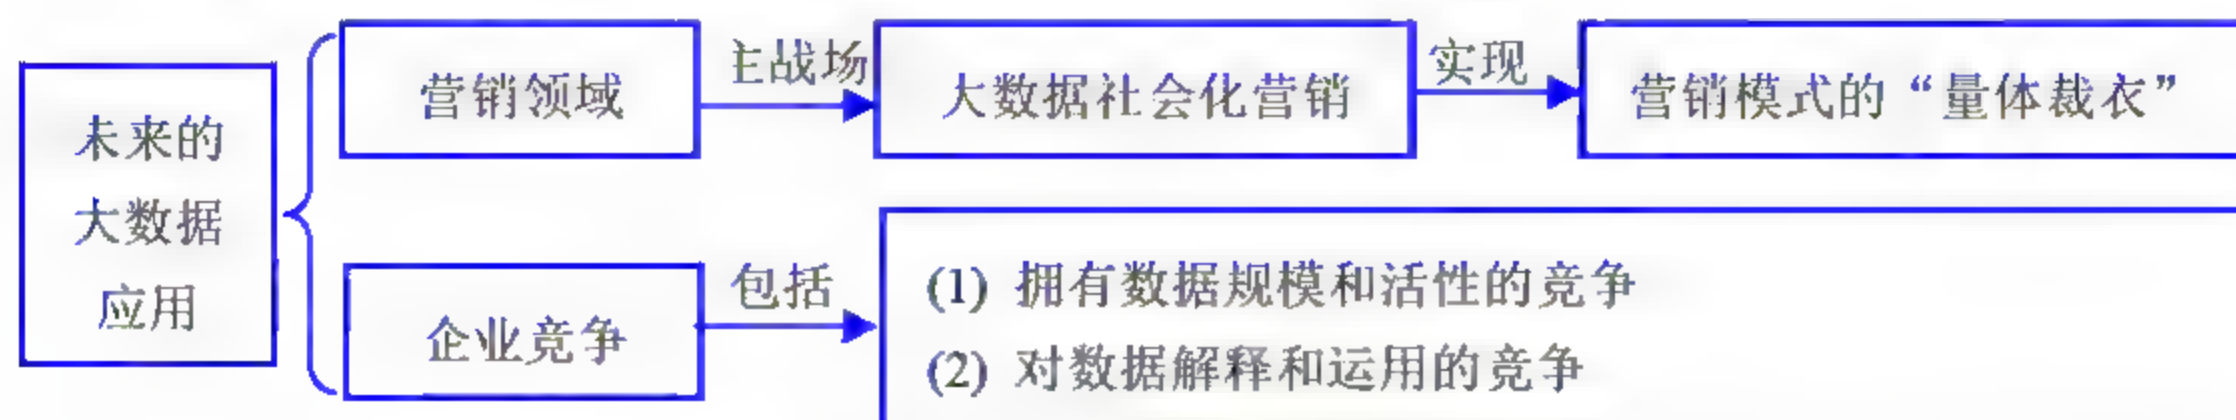 未来的
大数据
应用
营销领域
主战场
大数据社会化营销
实现
营销模式的“量体裁衣”
企业竞争
包括
(1) 拥有数据规模和活性的竞争
(2) 对数据解释和运用的竞争